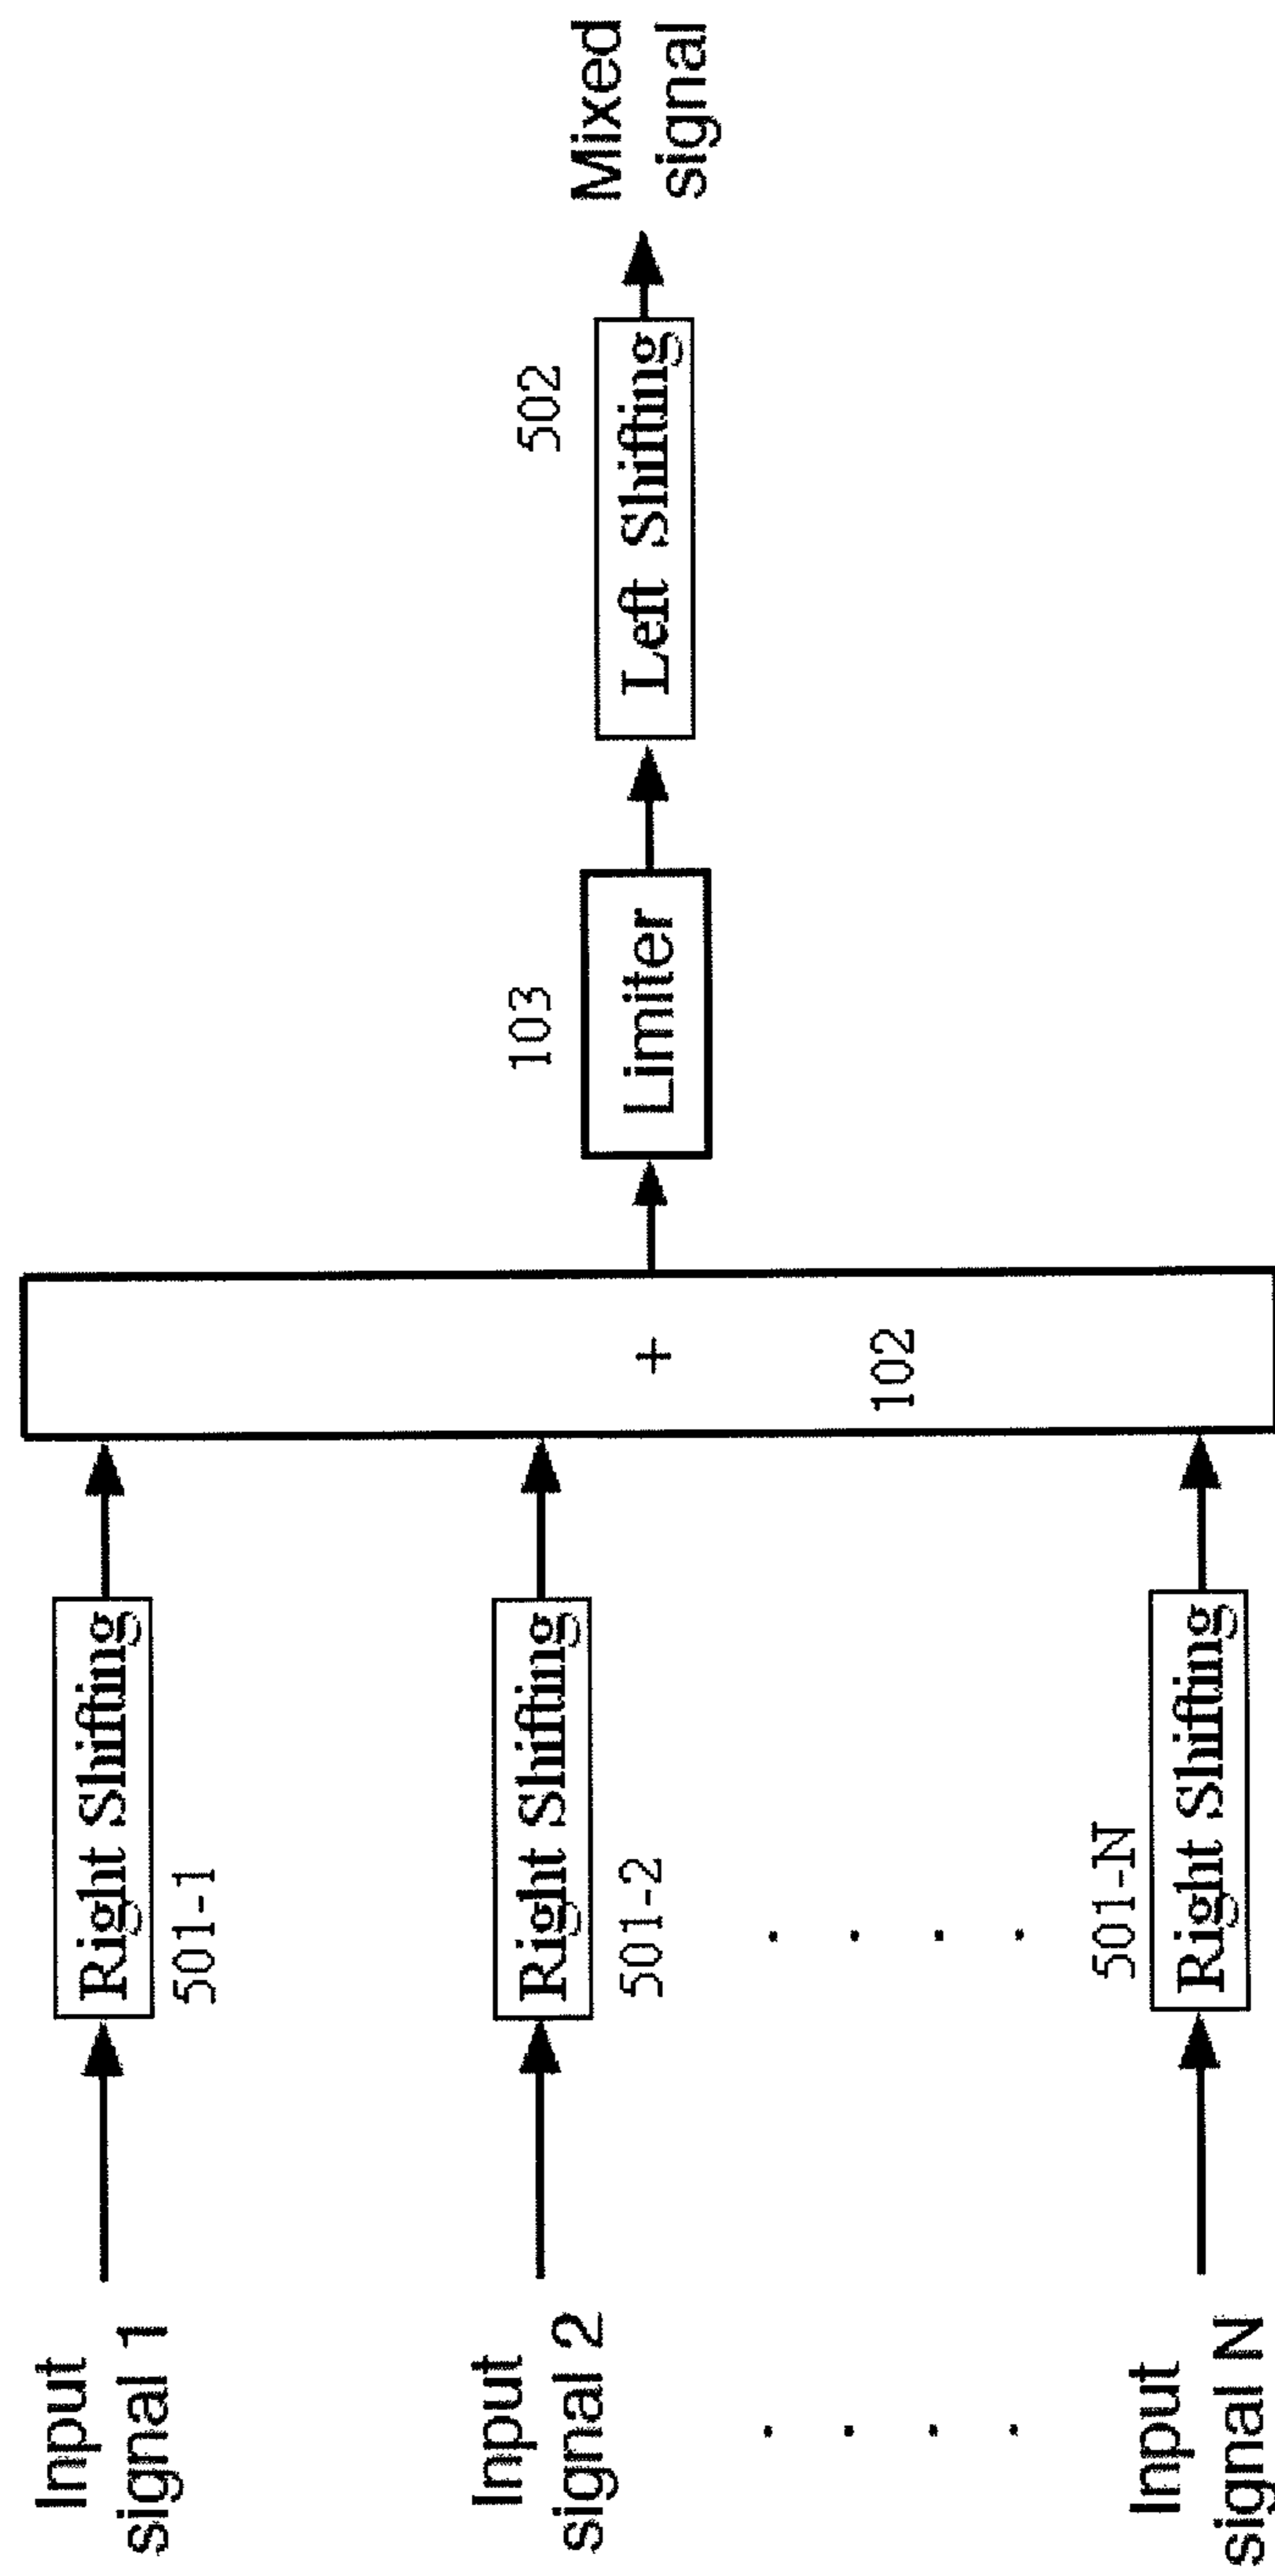 Input
signal 1
Right Shifting
501-1
Input
signal 2
Right Shifting
501-2
. . . .
. . . .
Input
signal N
501-N
Right Shifting
+
102
103
Limiter
502
Left Shifting
Mixed
signal